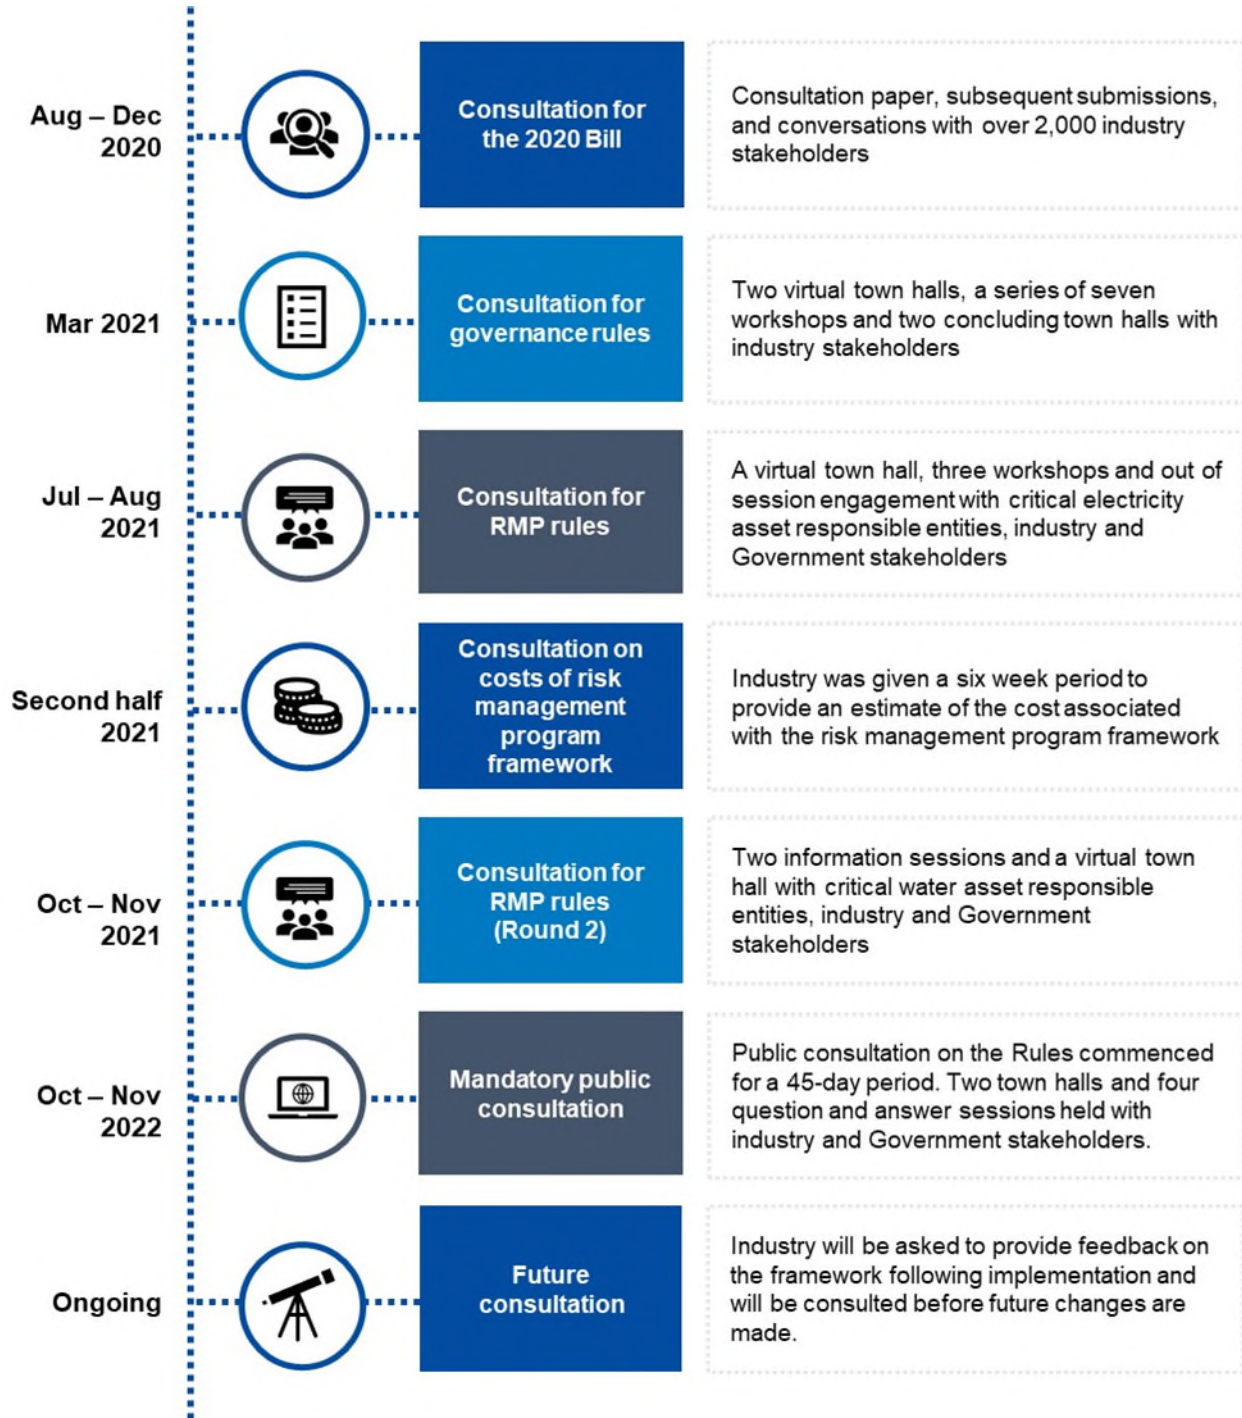 Aug – Dec
2020
Consultation for
the 2020 Bill
Consultation paper, subsequent submissions,
and conversations with over 2,000 industry
stakeholders
Mar 2021
Consultation for
governance rules
Two virtual town halls, a series of seven
workshops and two concluding town halls with
industry stakeholders
Jul – Aug
2021
Consultation for
RMP rules
A virtual town hall, three workshops and out of
session engagement with critical electricity
asset responsible entities, industry and
Government stakeholders
Second half
2021
Consultation on
costs of risk
management
program
framework
Industry was given a six week period to
provide an estimate of the cost associated
with the risk management program framework
Oct – Nov
2021
Consultation for
RMP rules
(Round 2)
Two information sessions and a virtual town
hall with critical water asset responsible
entities, industry and Government
stakeholders
Oct – Nov
2022
Mandatory public
consultation
Public consultation on the Rules commenced
for a 45-day period. Two town halls and four
question and answer sessions held with
industry and Government stakeholders.
Ongoing
Future
consultation
Industry will be asked to provide feedback on
the framework following implementation and
will be consulted before future changes are
made.